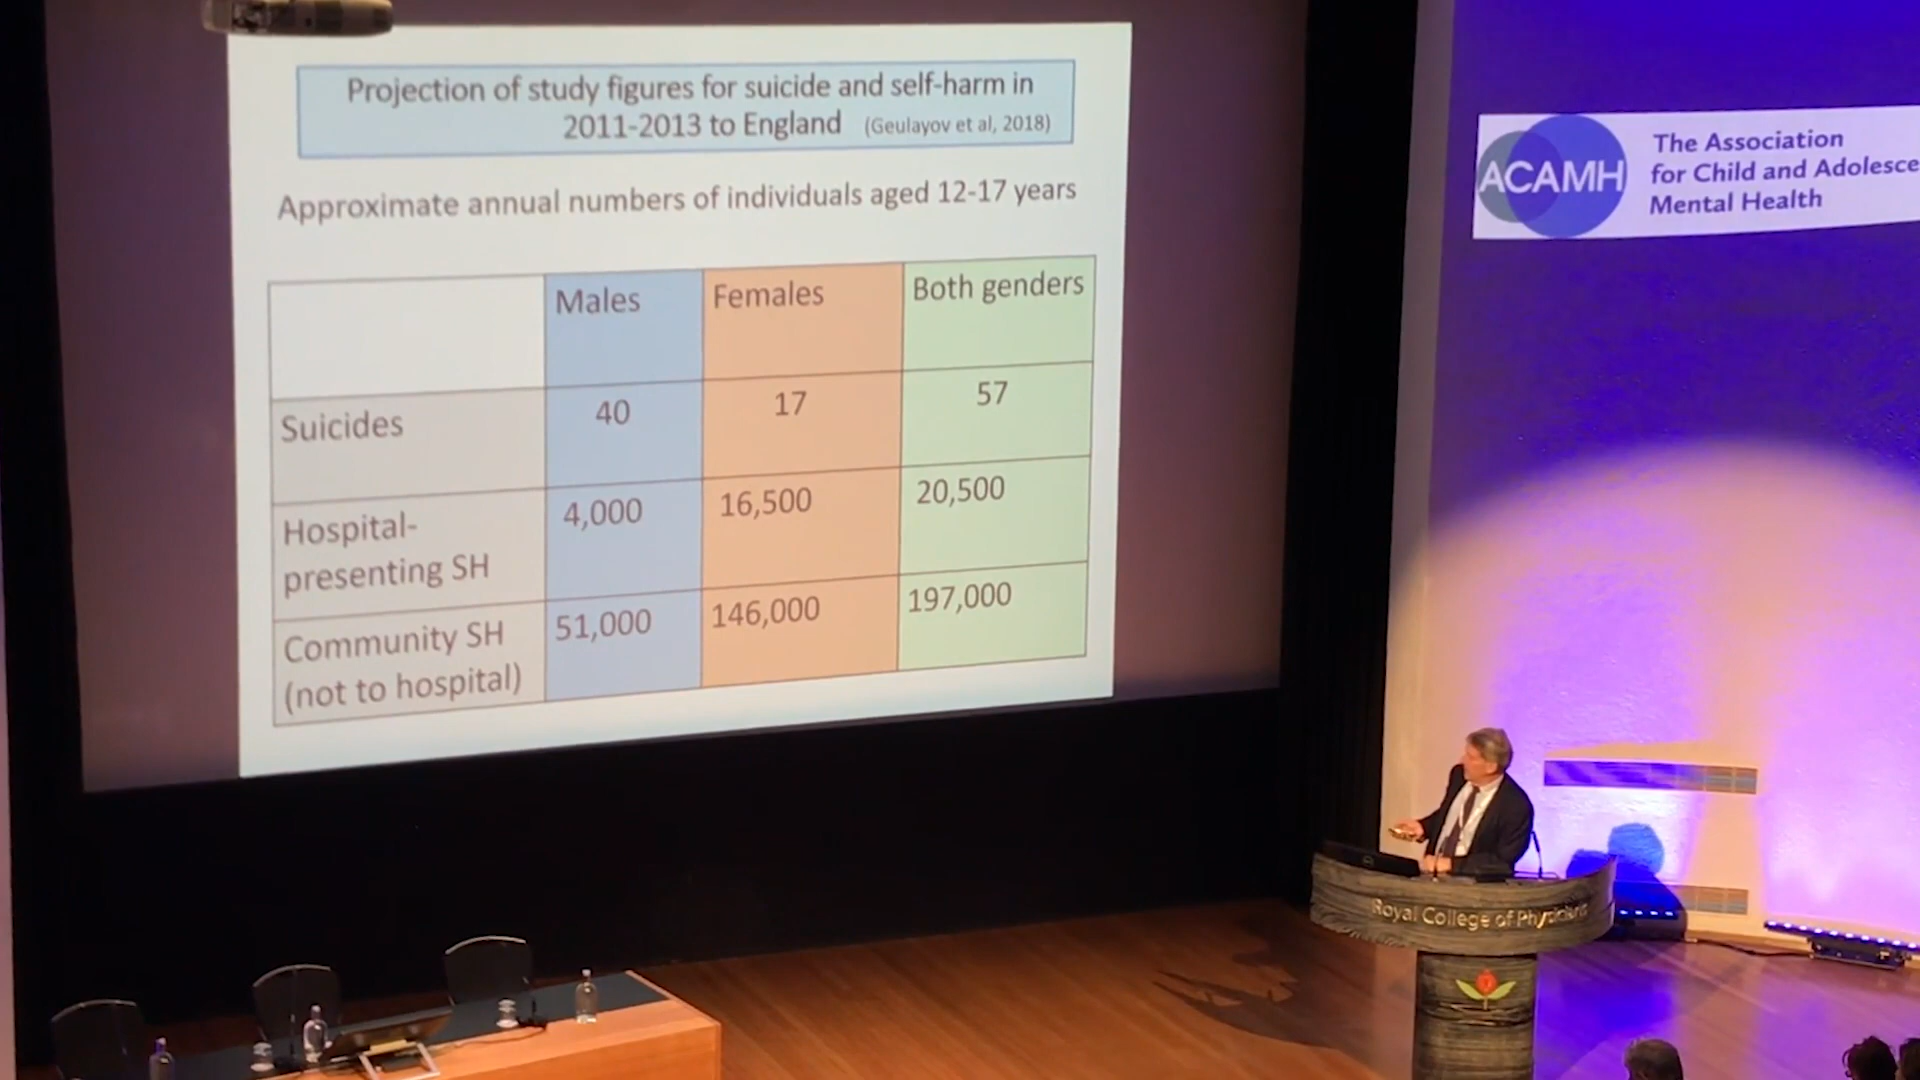 Projection of study figures for suicide and self-harm in
2011-2013 to England (Geulayov et al, 2018)
Approximate annual numbers of individuals aged 12-17 years
Males Females Both genders
Suicides 40 17 57
Hospital-
presenting SH 4,000 16,500 20,500
Community SH
(not to hospital) 51,000 146,000 197,000
ACAMH
The Association
for Child and Adolesce
Mental Health
Royal College of Physicians